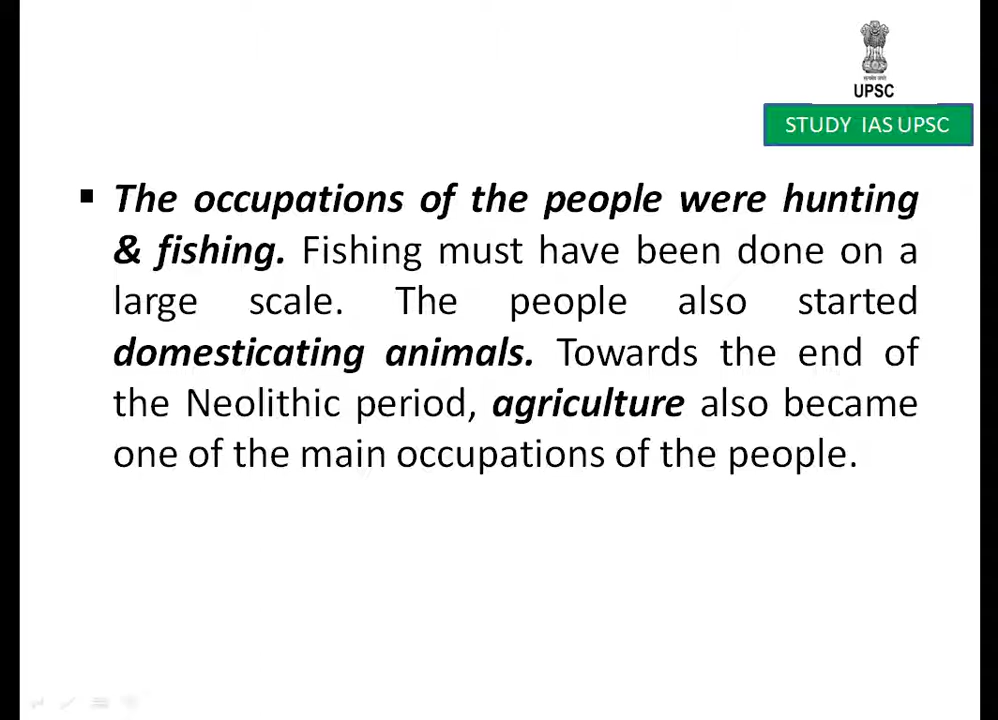 UPSC
STUDY IAS UPSC
▪ The occupations of the people were hunting
& fishing. Fishing must have been done on a
large scale. The people also started
domesticating animals. Towards the end of
the Neolithic period, agriculture also became
one of the main occupations of the people.